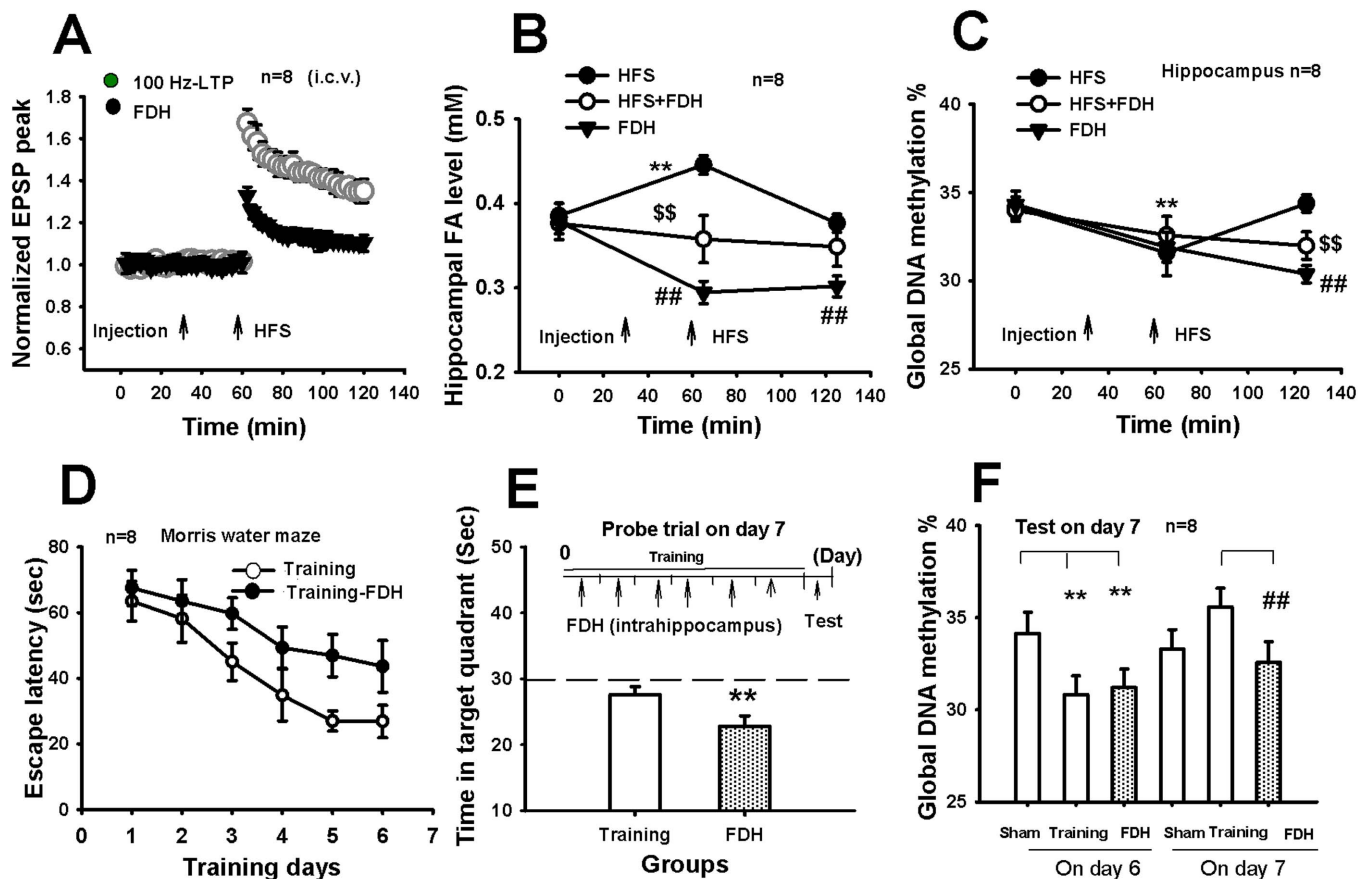 A
100 Hz-LTP
n=8 (i.c.v.)
FDH
Normalized EPSP peak
1.8
1.6
1.4
1.2
1.0
0.8
0.6
Injection
HFS
0 20 40 60 80 100 120 140
Time (min)
B
HFS
n=8
HFS+FDH
FDH
Hippocampal FA level (mM)
0.5
0.4
0.3
0.2
**
$$
##
##
Injection
HFS
0 20 40 60 80 100 120 140
Time (min)
C
HFS
Hippocampus n=8
HFS+FDH
FDH
Global DNA methylation %
40
35
30
25
**
$$
##
Injection
HFS
0 20 40 60 80 100 120 140
Time (min)
D
n=8 Morris water maze
Training
Training-FDH
Escape latency (sec)
80
60
40
20
0
0 1 2 3 4 5 6 7
Training days
E
Probe trial on day 7
0 Training (Day)
FDH (intrahippocampus)
Test
Time in target quadrant (Sec)
50
40
30
20
10
**
Training FDH
Groups
F
Test on day 7
n=8
Global DNA methylation %
40
35
30
25
** **
##
Sham Training FDH Sham Training FDH
On day 6 On day 7